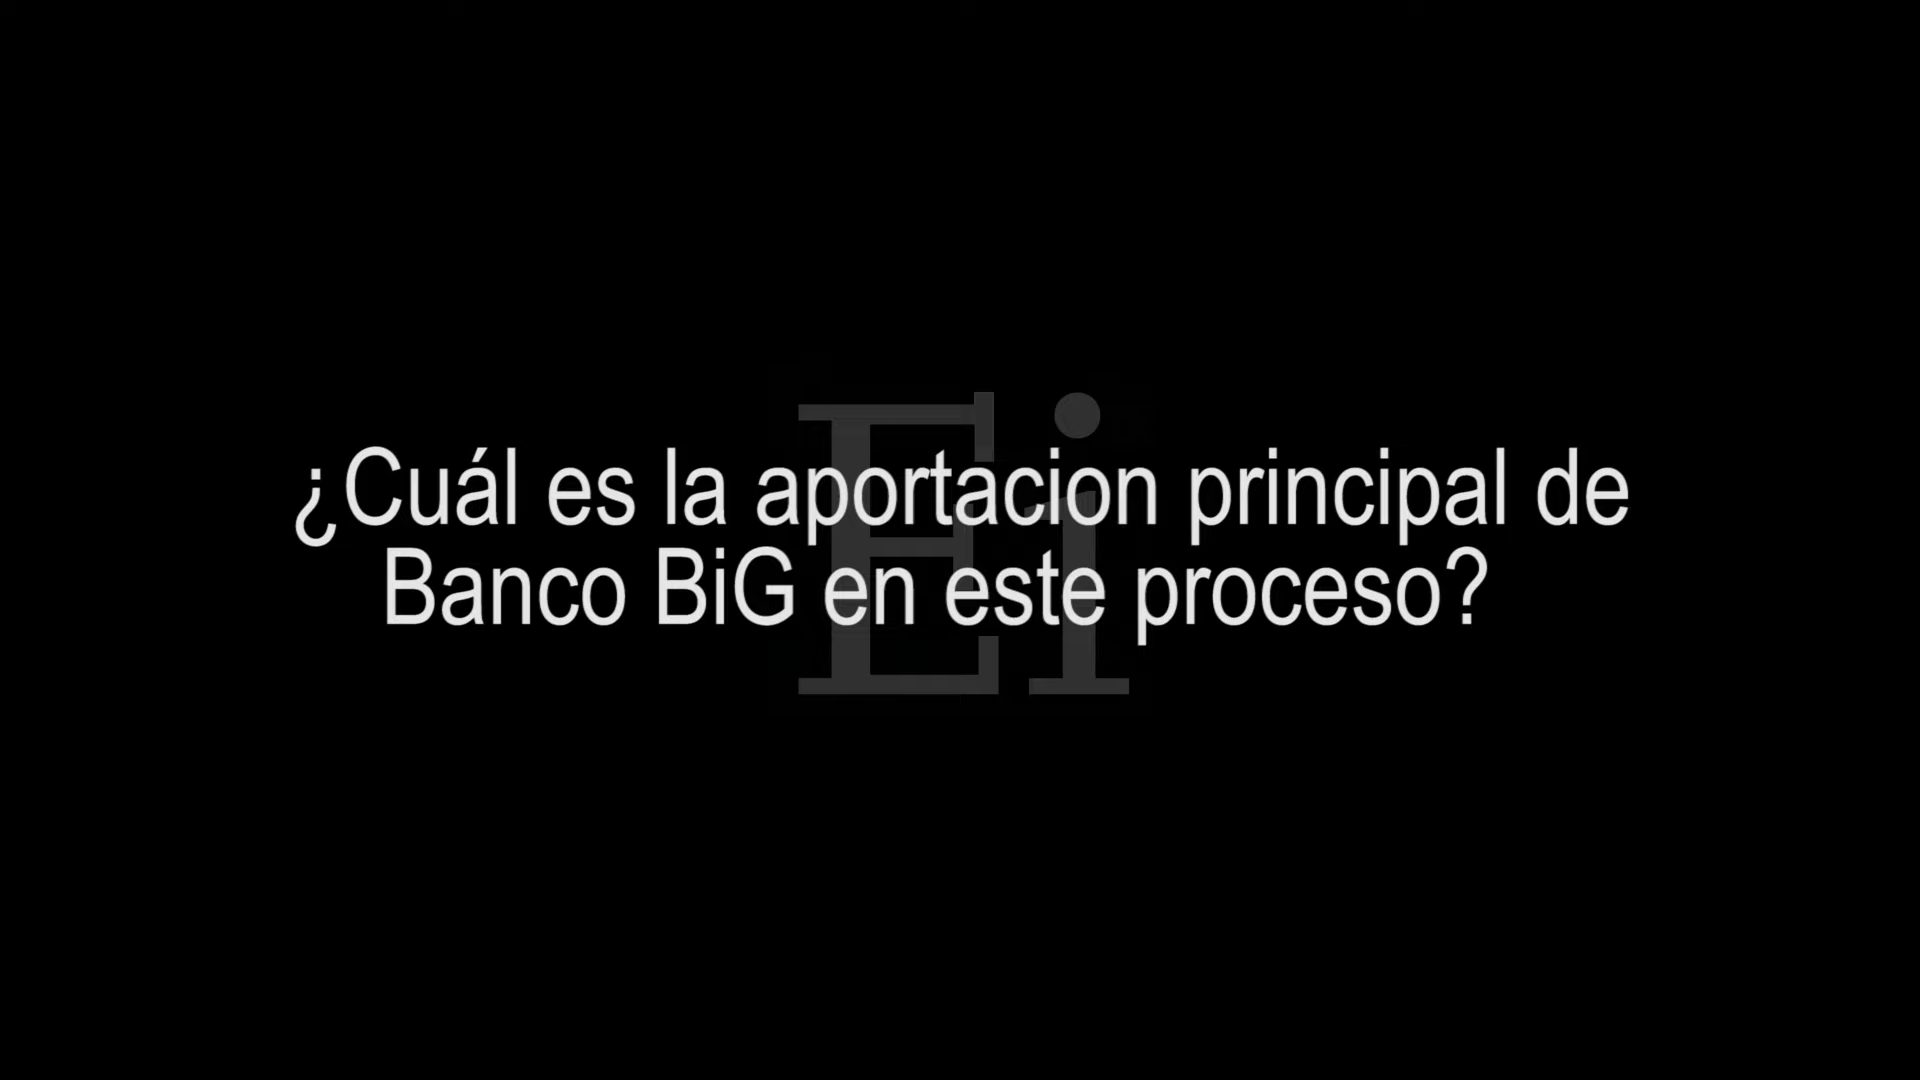 ¿Cuál es la aportacion principal de
Banco BiG en este proceso?
Ei